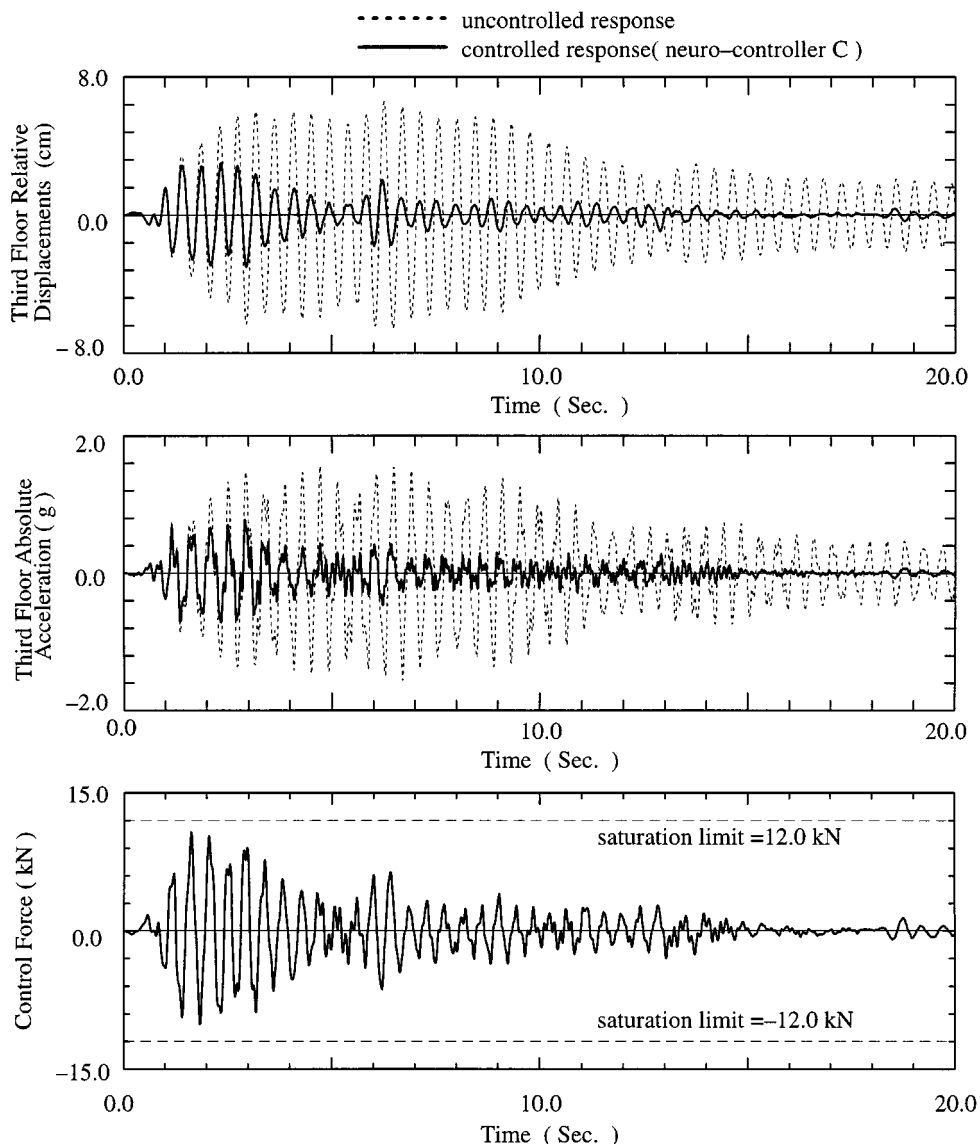 uncontrolled response
controlled response( neuro–controller C )
8.0
0.0
– 8.0
Third Floor Relative
Displacements (cm)
0.0
10.0
20.0
Time ( Sec. )
2.0
0.0
–2.0
Third Floor Absolute
Acceleration ( g )
0.0
10.0
20.0
Time ( Sec. )
15.0
0.0
–15.0
Control Force ( kN )
saturation limit =12.0 kN
saturation limit =–12.0 kN
0.0
10.0
20.0
Time ( Sec. )